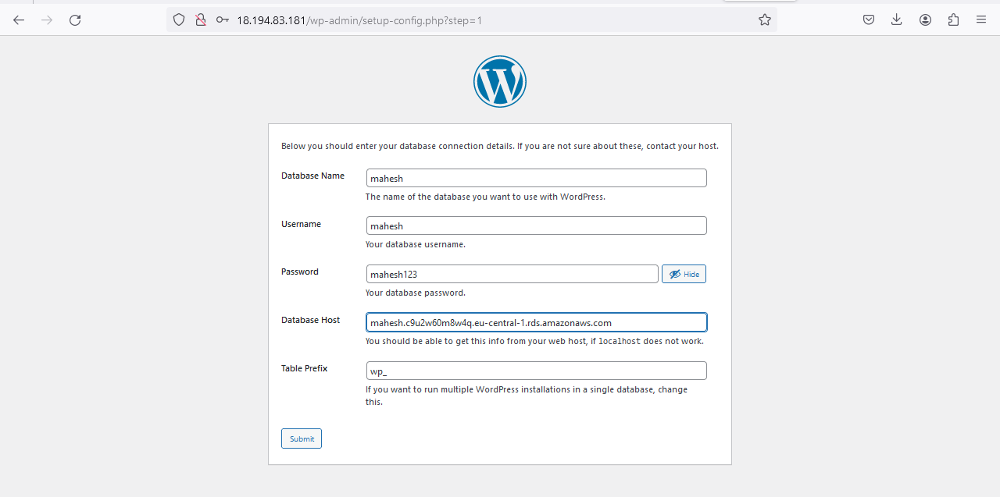 18.194.83.181/wp-admin/setup-config.php?step=1
W
Below you should enter your database connection details. If you are not sure about these, contact your host.
Database Name
mahesh
The name of the database you want to use with WordPress.
Username
mahesh
Your database username.
Password
mahesh123
Hide
Your database password.
Database Host
mahesh.c9u2w60m8w4q.eu-central-1.rds.amazonaws.com
You should be able to get this info from your web host, if localhost does not work.
Table Prefix
wp_
If you want to run multiple WordPress installations in a single database, change
this.
Submit